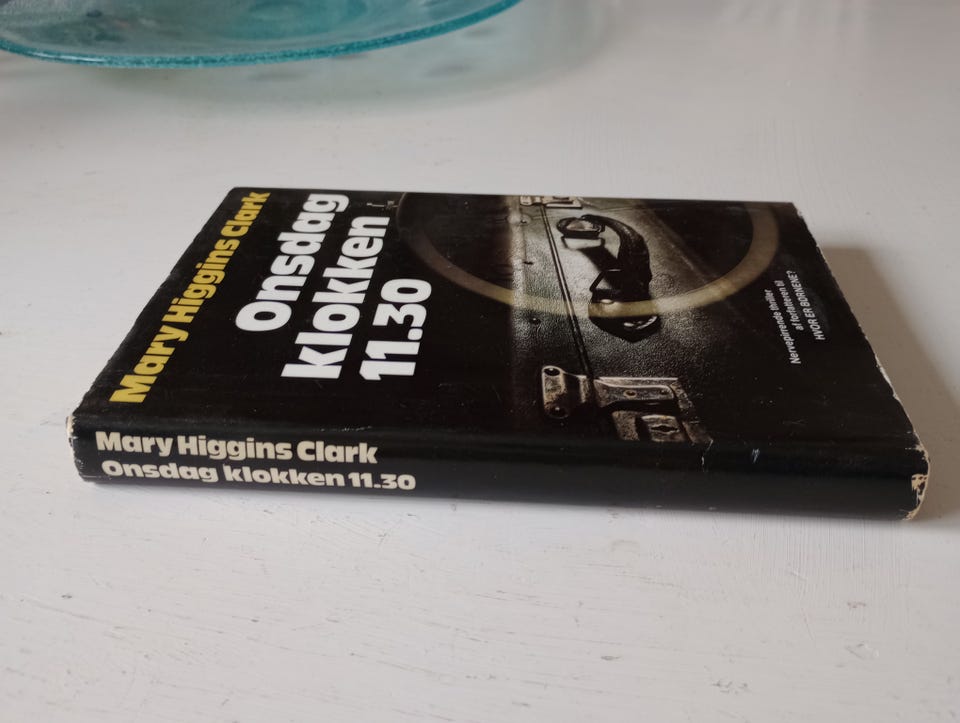 Mary Higgins Clark
Onsdag
klokken
11.30
Nervepirrende thriller
af forfatteren til
HVOR ER BØRNENE?
Mary Higgins Clark
Onsdag klokken 11.30